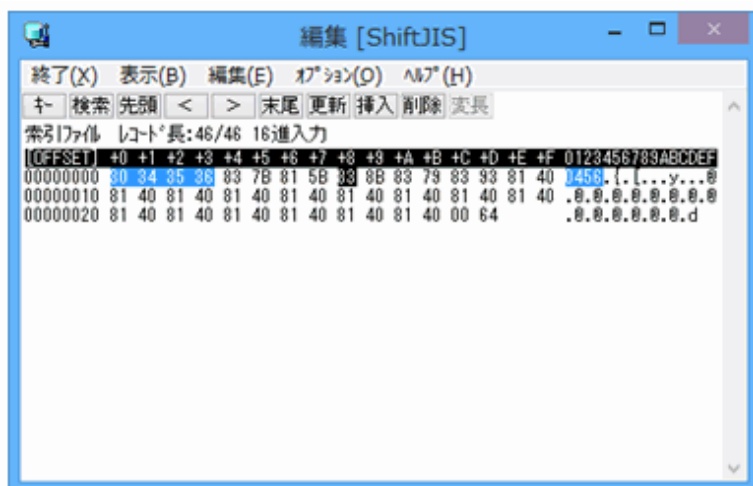 編集 [ShiftJIS]
終了(X) 表示(B) 編集(E) オプション(O) ヘルプ(H)
キー 検索 先頭 < > 末尾 更新 挿入 削除 変長
索引ファイル レコード長:46/46 16進入力
[OFFSET] +0 +1 +2 +3 +4 +5 +6 +7 +8 +9 +A +B +C +D +E +F 0123456789ABCDEF
00000000 30 34 35 36 83 7B 81 5B 83 8B 83 79 83 93 81 40 0456.{.[...y...@
00000010 81 40 81 40 81 40 81 40 81 40 81 40 81 40 81 40 .@.@.@.@.@.@.@.@
00000020 81 40 81 40 81 40 81 40 81 40 81 40 00 64 .@.@.@.@.@.@.d